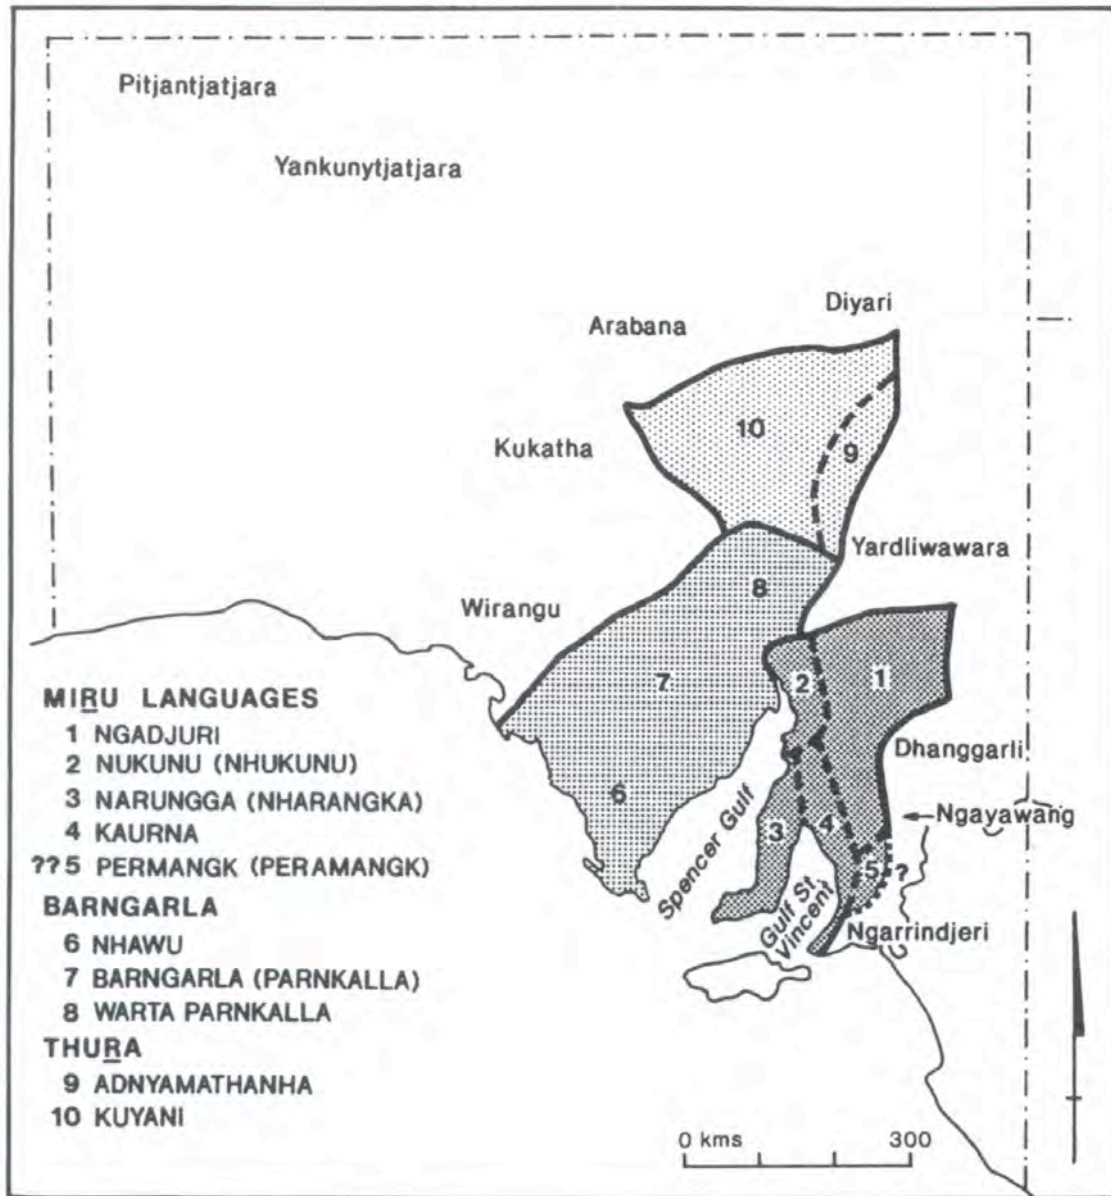 Pitjantjatjara
Yankunytjatjara
Diyari
Arabana
10
9
Kukatha
Yardliwawara
8
Wirangu
7
2
1
MIṞU LANGUAGES
1 NGADJURI
2 NUKUNU (NHUKUNU)
3 NARUNGGA (NHARANGKA)
4 KAURNA
??5 PERMANGK (PERAMANGK)
BARNGARLA
6 NHAWU
7 BARNGARLA (PARNKALLA)
8 WARTA PARNKALLA
THUṞA
9 ADNYAMATHANHA
10 KUYANI
Dhanggarli
6
Spencer Gulf
3
4
Ngayawang
5
?
Gulf St
Vincent
Ngarrindjeri
0 kms 300